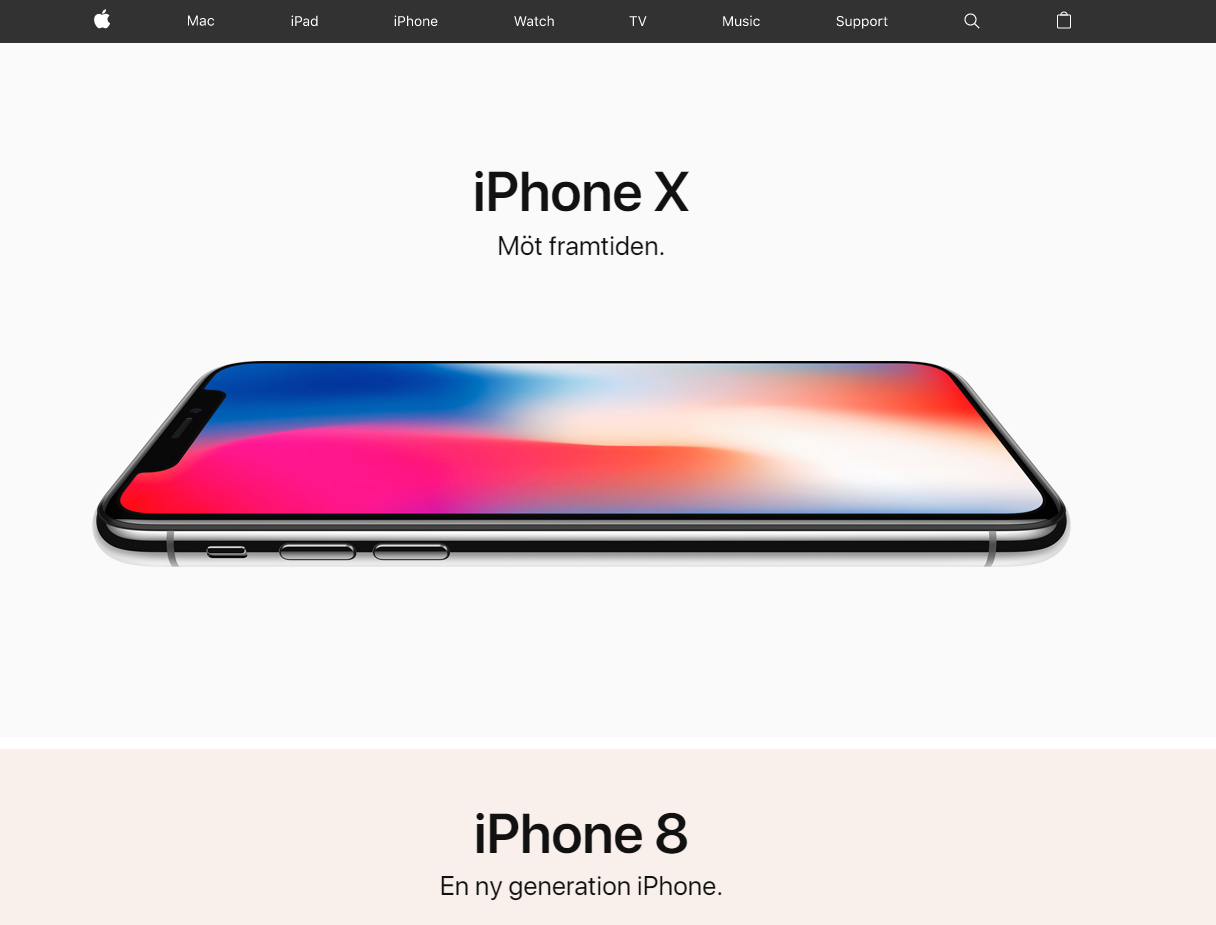 Mac iPad iPhone Watch TV Music Support
iPhone X
Möt framtiden.
iPhone 8
En ny generation iPhone.